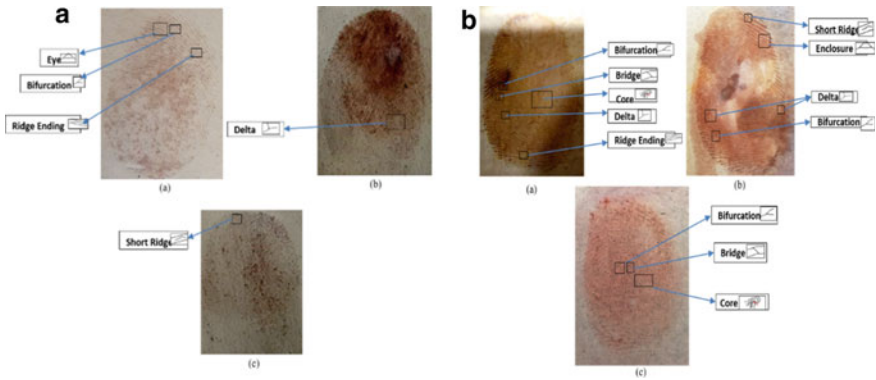 a
Eye
Bifurcation
Ridge Ending
(a)
Delta
(b)
Short Ridge
(c)
b
Bifurcation
Bridge
Core
Delta
Ridge Ending
(a)
Short Ridge
Enclosure
Delta
Bifurcation
(b)
Bifurcation
Bridge
Core
(c)